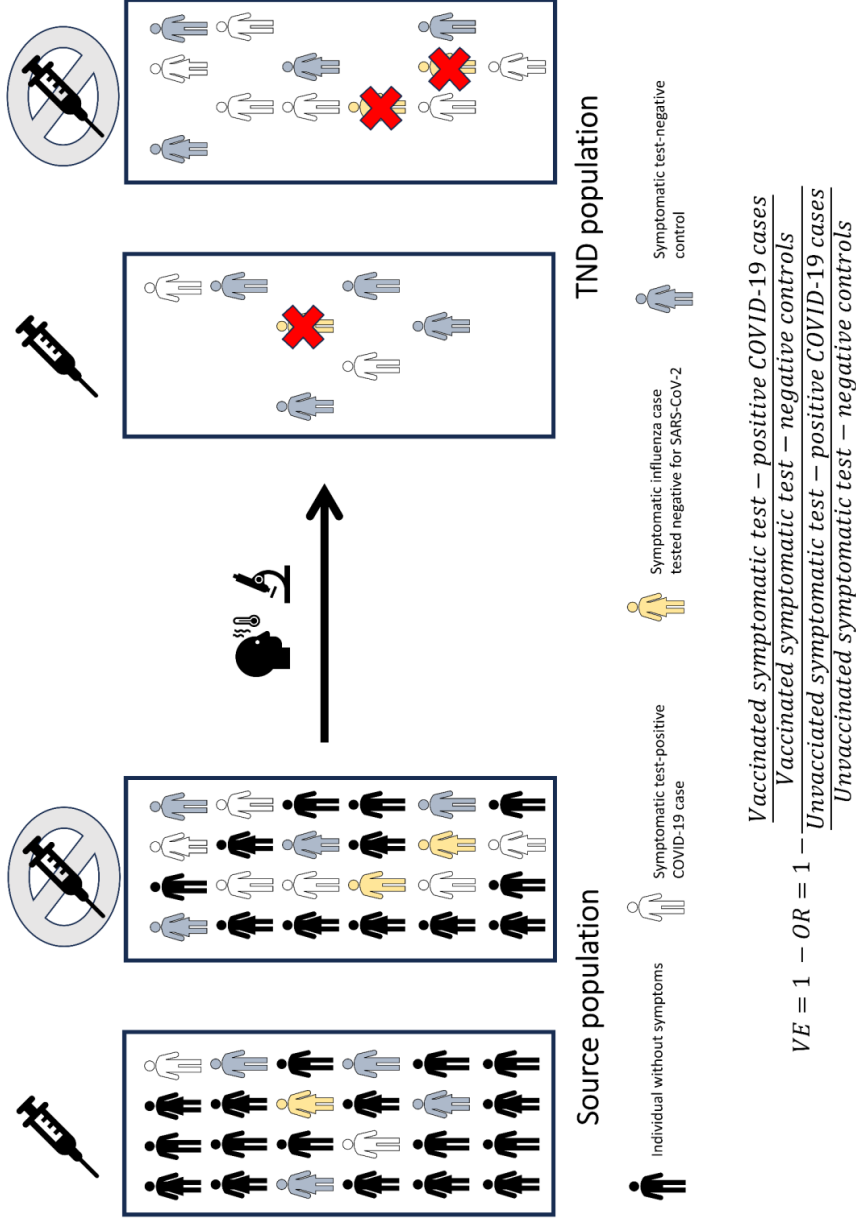 Source population
TND population
Individual without symptoms
Symptomatic test-positive
COVID-19 case
Symptomatic influenza case
tested negative for SARS-CoV-2
Symptomatic test-negative
control
VE = 1 − OR = 1 −
Vaccinated symptomatic test − positive COVID-19 cases
Vaccinated symptomatic test − negative controls
Unvacciated symptomatic test − positive COVID-19 cases
Unvaccinated symptomatic test − negative controls